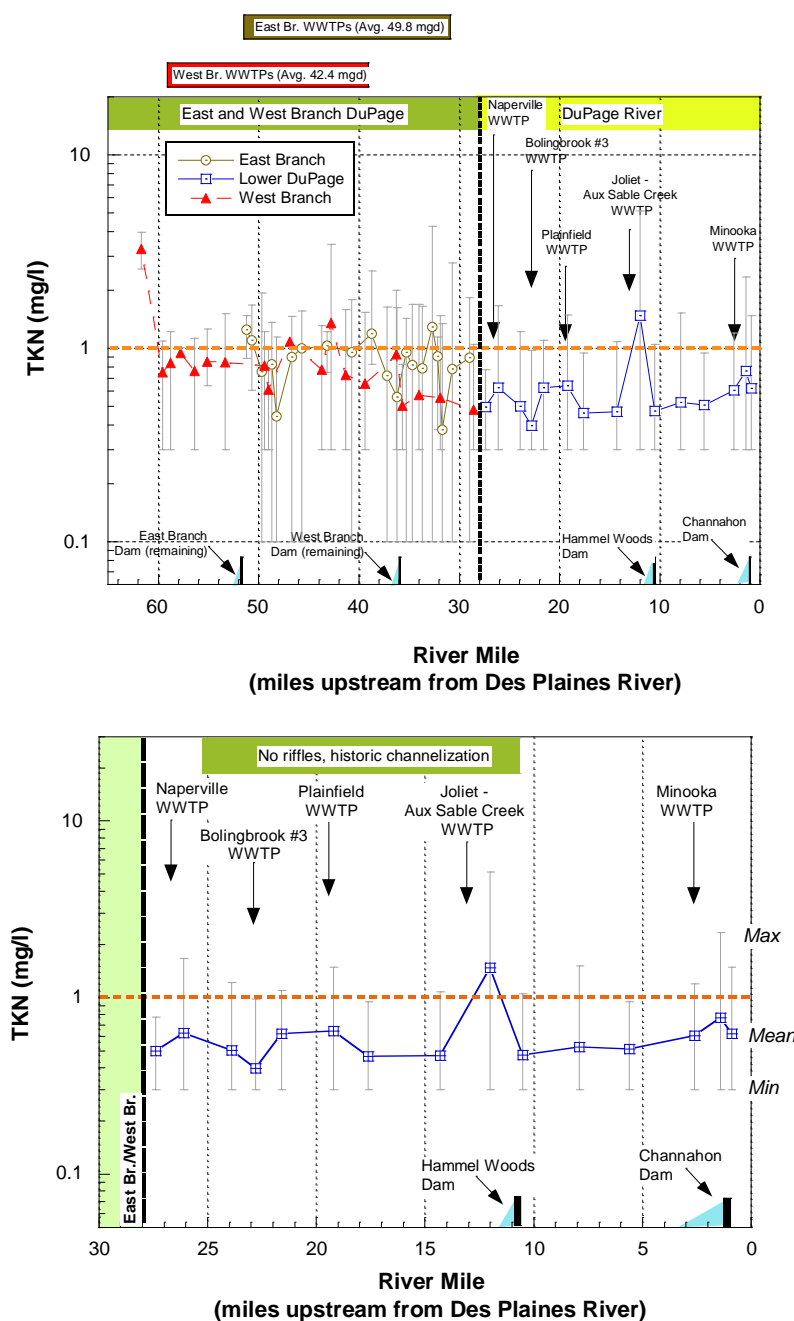 East Br. WWTPs (Avg. 49.8 mgd)
West Br. WWTPs (Avg. 42.4 mgd)
East and West Branch DuPage
DuPage River
Naperville
WWTP
Bolingbrook #3
WWTP
Plainfield
WWTP
Joliet -
Aux Sable Creek
WWTP
Minooka
WWTP
East Branch
Lower DuPage
West Branch
10
1
0.1
TKN (mg/l)
East Branch
Dam (remaining)
West Branch
Dam (remaining)
Hammel Woods
Dam
Channahon
Dam
60 50 40 30 20 10 0
River Mile
(miles upstream from Des Plaines River)
No riffles, historic channelization
Naperville
WWTP
Bolingbrook #3
WWTP
Plainfield
WWTP
Joliet -
Aux Sable Creek
WWTP
Minooka
WWTP
10
1
0.1
TKN (mg/l)
Max
Mean
Min
East Br./West Br.
Hammel Woods
Dam
Channahon
Dam
30 25 20 15 10 5 0
River Mile
(miles upstream from Des Plaines River)